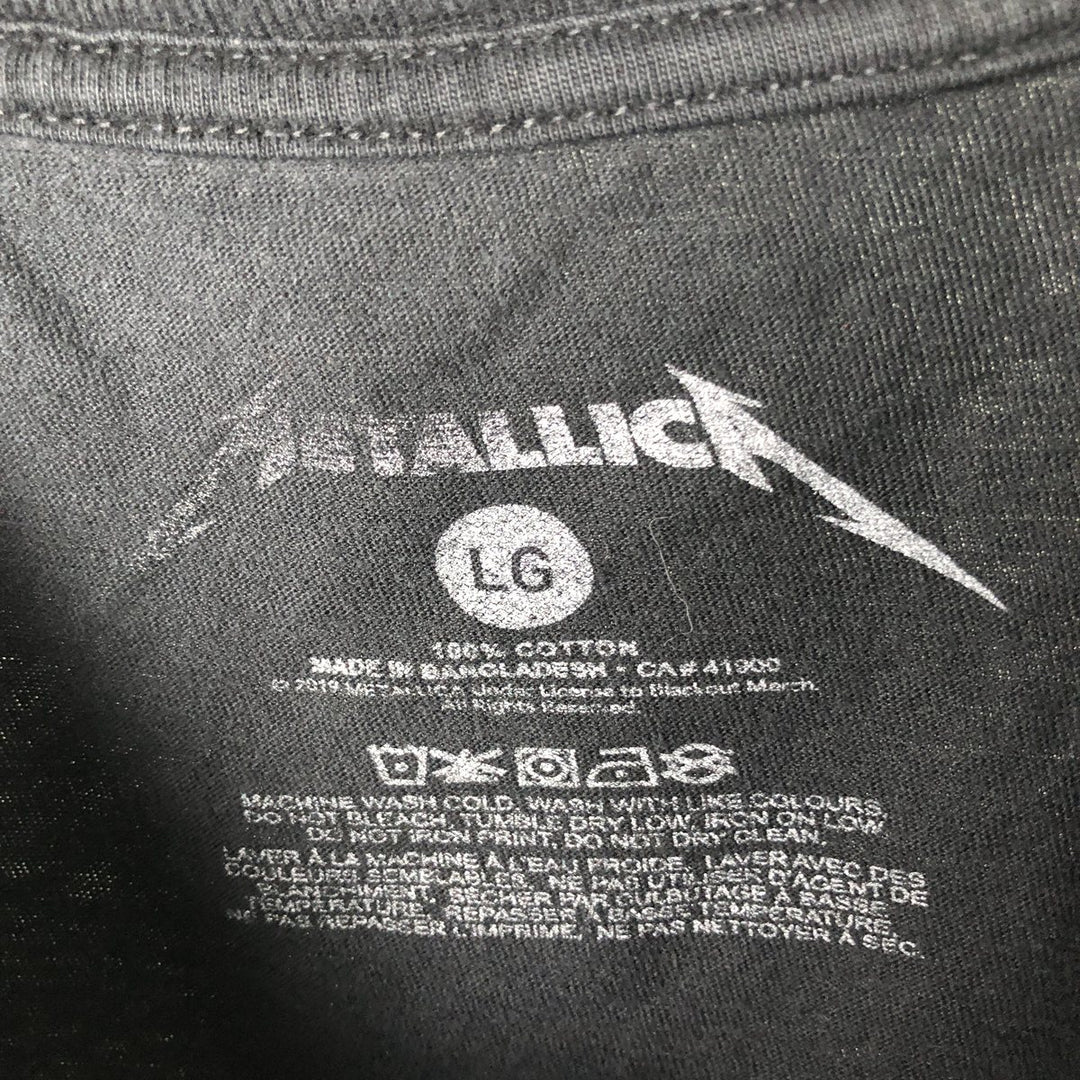 METALLICA
LG
100% COTTON
MADE IN BANGLADESH - CA# 41900
© 2019 METALLICA Under License to Blackout Merch.
All Rights Reserved.
MACHINE WASH COLD. WASH WITH LIKE COLOURS
DO NOT BLEACH. TUMBLE DRY LOW. IRON ON LOW
DO NOT IRON PRINT. DO NOT DRY CLEAN.
LAVER À LA MACHINE À L'EAU FROIDE. LAVER AVEC DES
COULEURS SEMBLABLES. NE PAS UTILISER D'AGENT DE
BLANCHIMENT. SÉCHER PAR CULBUTAGE À BASSE
TEMPÉRATURE. REPASSER À BASSE TEMPÉRATURE.
NE PAS REPASSER L'IMPRIMÉ. NE PAS NETTOYER À SEC.